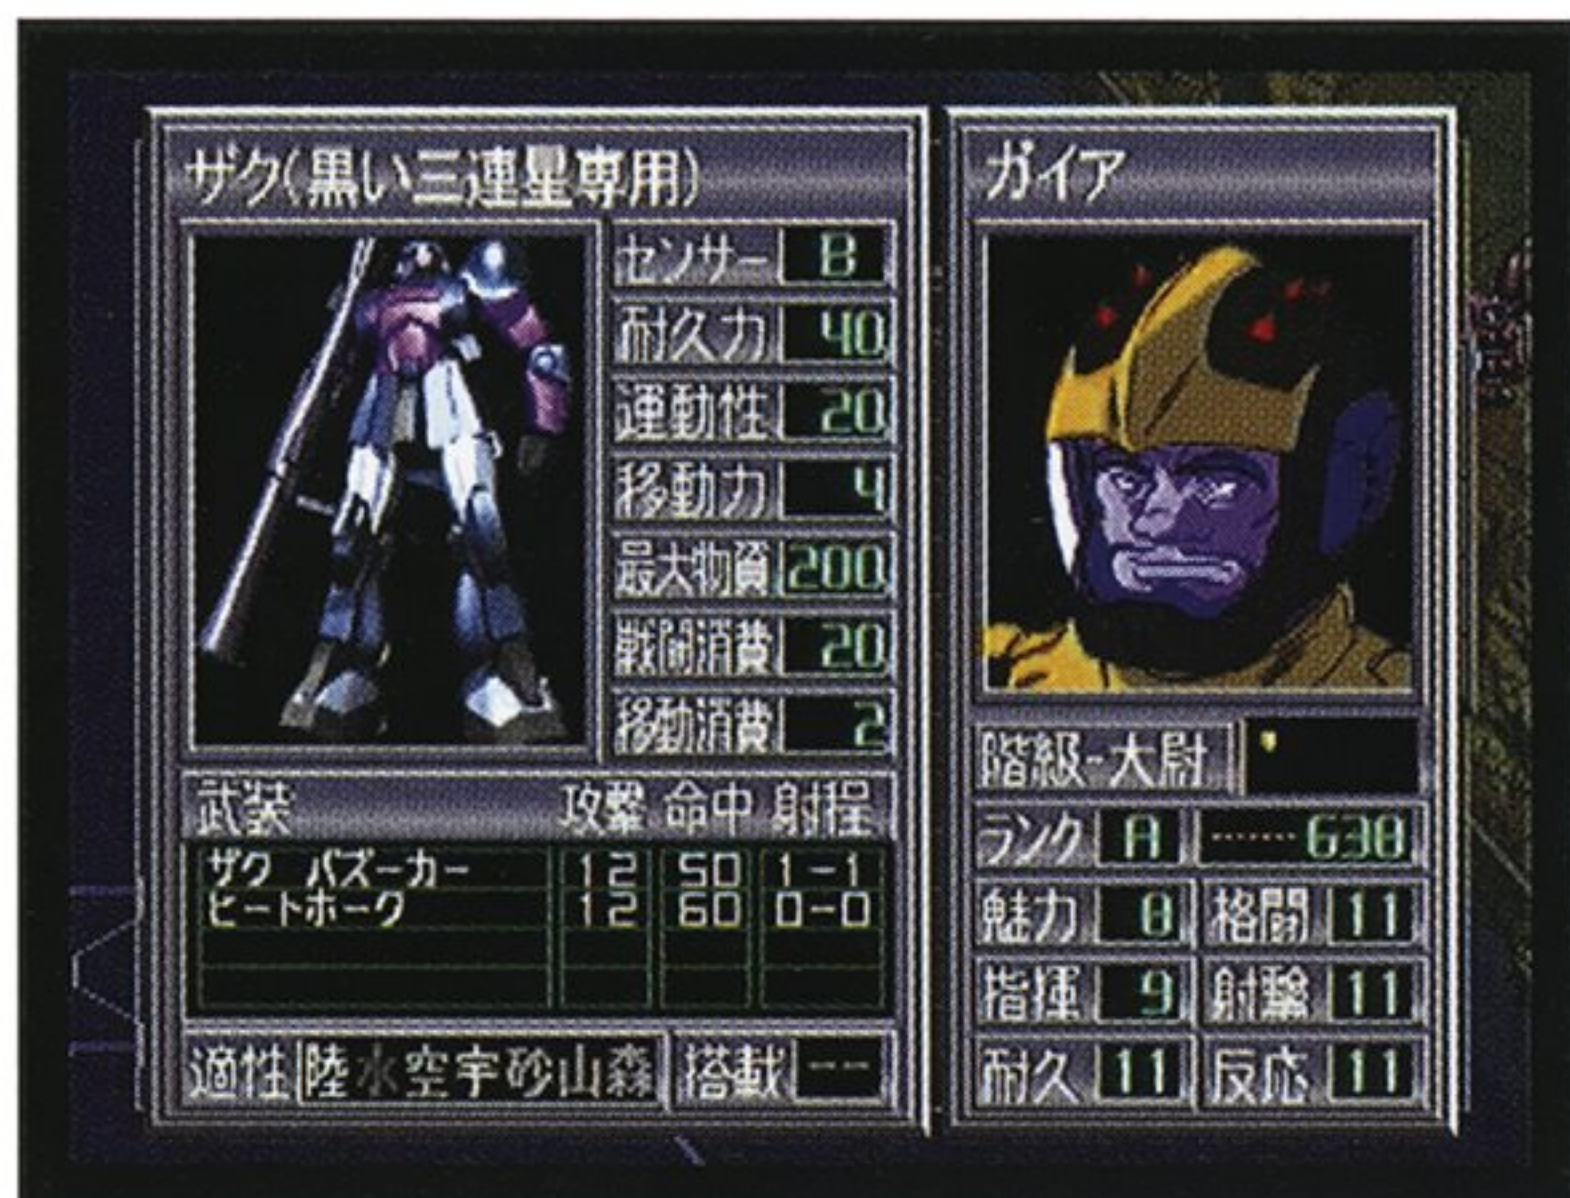 ザク(黒い三連星専用)
センサー B
耐久力 40
運動性 20
移動力 4
最大物資 200
戦闘消費 20
移動消費 2
武装 攻撃 命中 射程
ザク バズーカー 12 50 1-1
ヒートホーク 12 60 0-0
適性 陸水空宇砂山森 搭載 --
ガイア
階級-大尉
ランク A ……638
魅力 8 格闘 11
指揮 9 射撃 11
耐久 11 反応 11